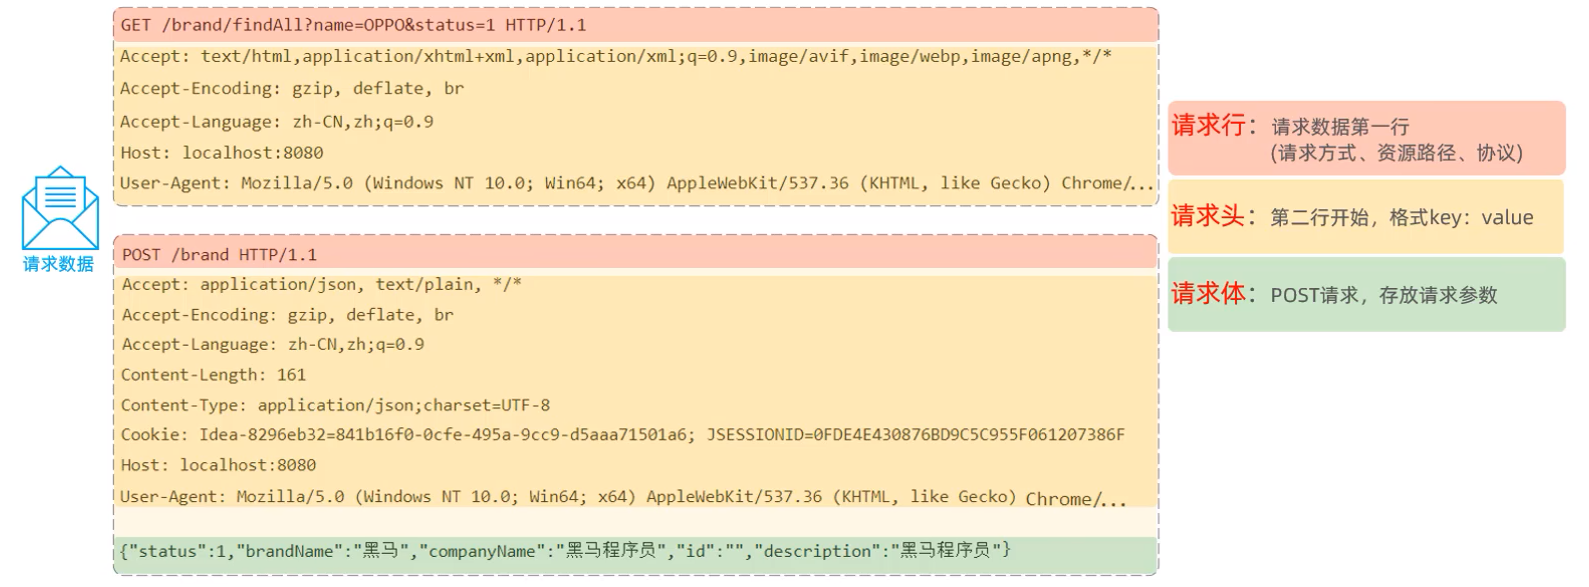 GET /brand/findAll?name=OPPO&status=1 HTTP/1.1
Accept: text/html,application/xhtml+xml,application/xml;q=0.9,image/avif,image/webp,image/apng,*/*
Accept-Encoding: gzip, deflate, br
Accept-Language: zh-CN,zh;q=0.9
Host: localhost:8080
User-Agent: Mozilla/5.0 (Windows NT 10.0; Win64; x64) AppleWebKit/537.36 (KHTML, like Gecko) Chrome/...
请求数据
POST /brand HTTP/1.1
Accept: application/json, text/plain, */*
Accept-Encoding: gzip, deflate, br
Accept-Language: zh-CN,zh;q=0.9
Content-Length: 161
Content-Type: application/json;charset=UTF-8
Cookie: Idea-8296eb32=841b16f0-0cfe-495a-9cc9-d5aaa71501a6; JSESSIONID=0FDE4E430876BD9C5C955F061207386F
Host: localhost:8080
User-Agent: Mozilla/5.0 (Windows NT 10.0; Win64; x64) AppleWebKit/537.36 (KHTML, like Gecko) Chrome/...
{"status":1,"brandName":"黑马","companyName":"黑马程序员","id":"","description":"黑马程序员"}
请求行：请求数据第一行
(请求方式、资源路径、协议)
请求头：第二行开始，格式key：value
请求体：POST请求，存放请求参数